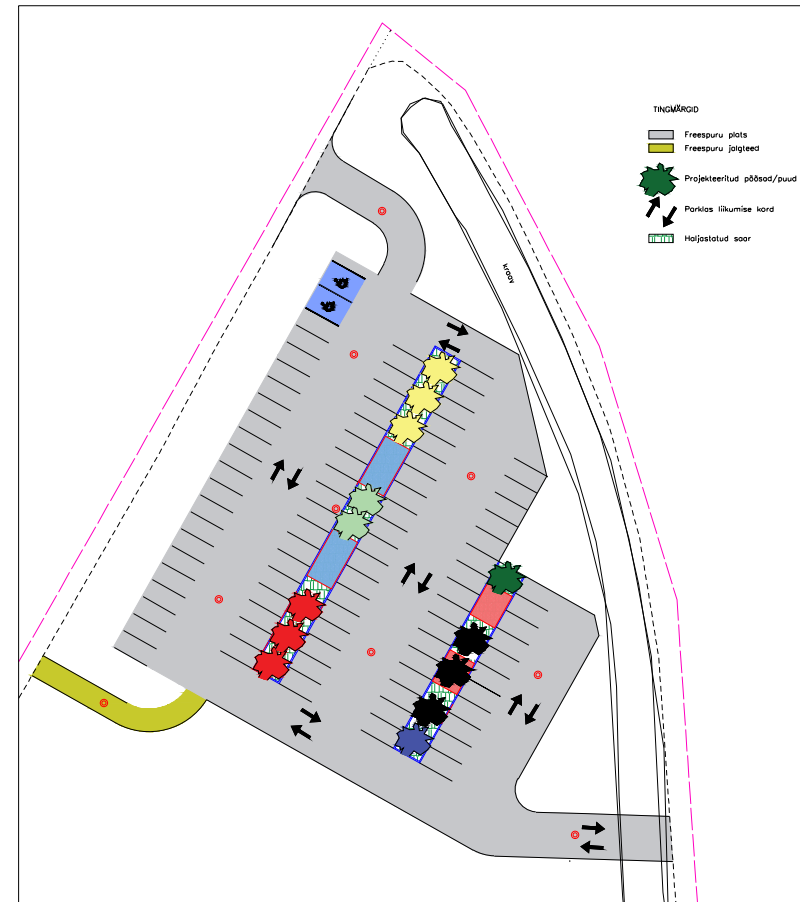 TINGMÄRGID
Freespuru plats
Freespuru jalgteed
Projekteeritud põõsad/puud
Parklas liikumise kord
Haljastatud saar
kraav